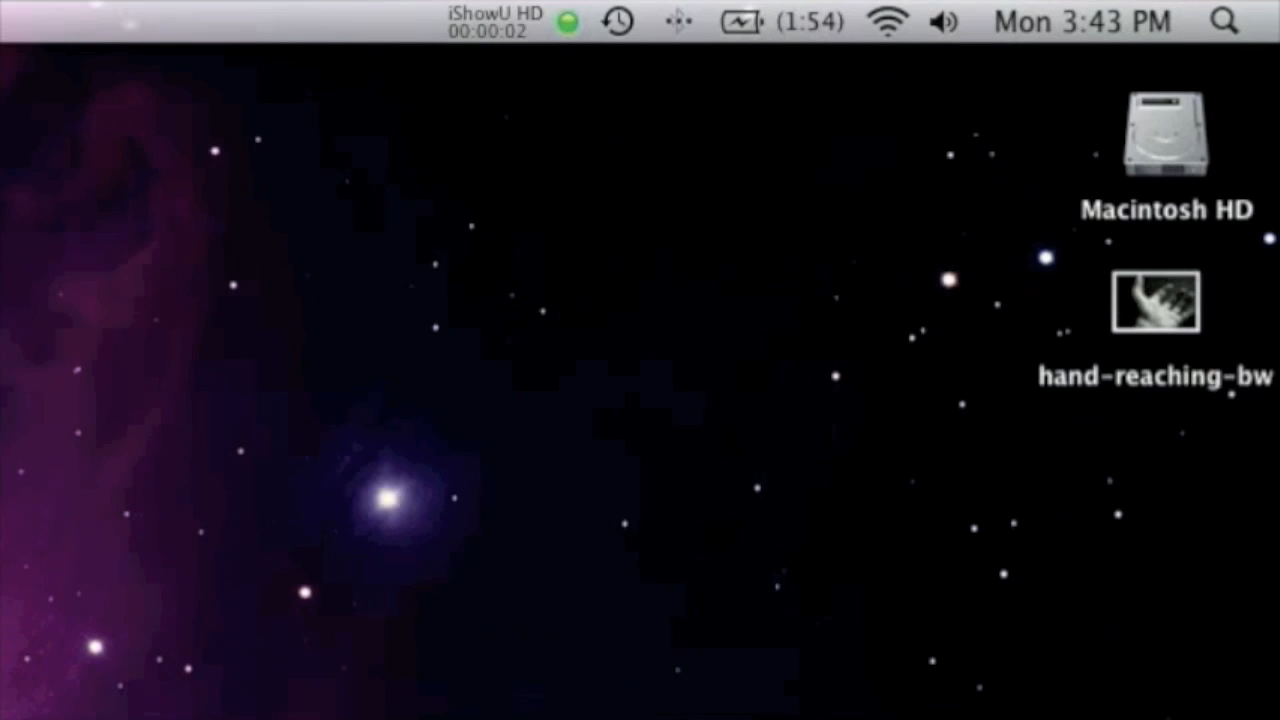 iShowU HD
00:00:02
(1:54) Mon 3:43 PM
Macintosh HD
hand-reaching-bw